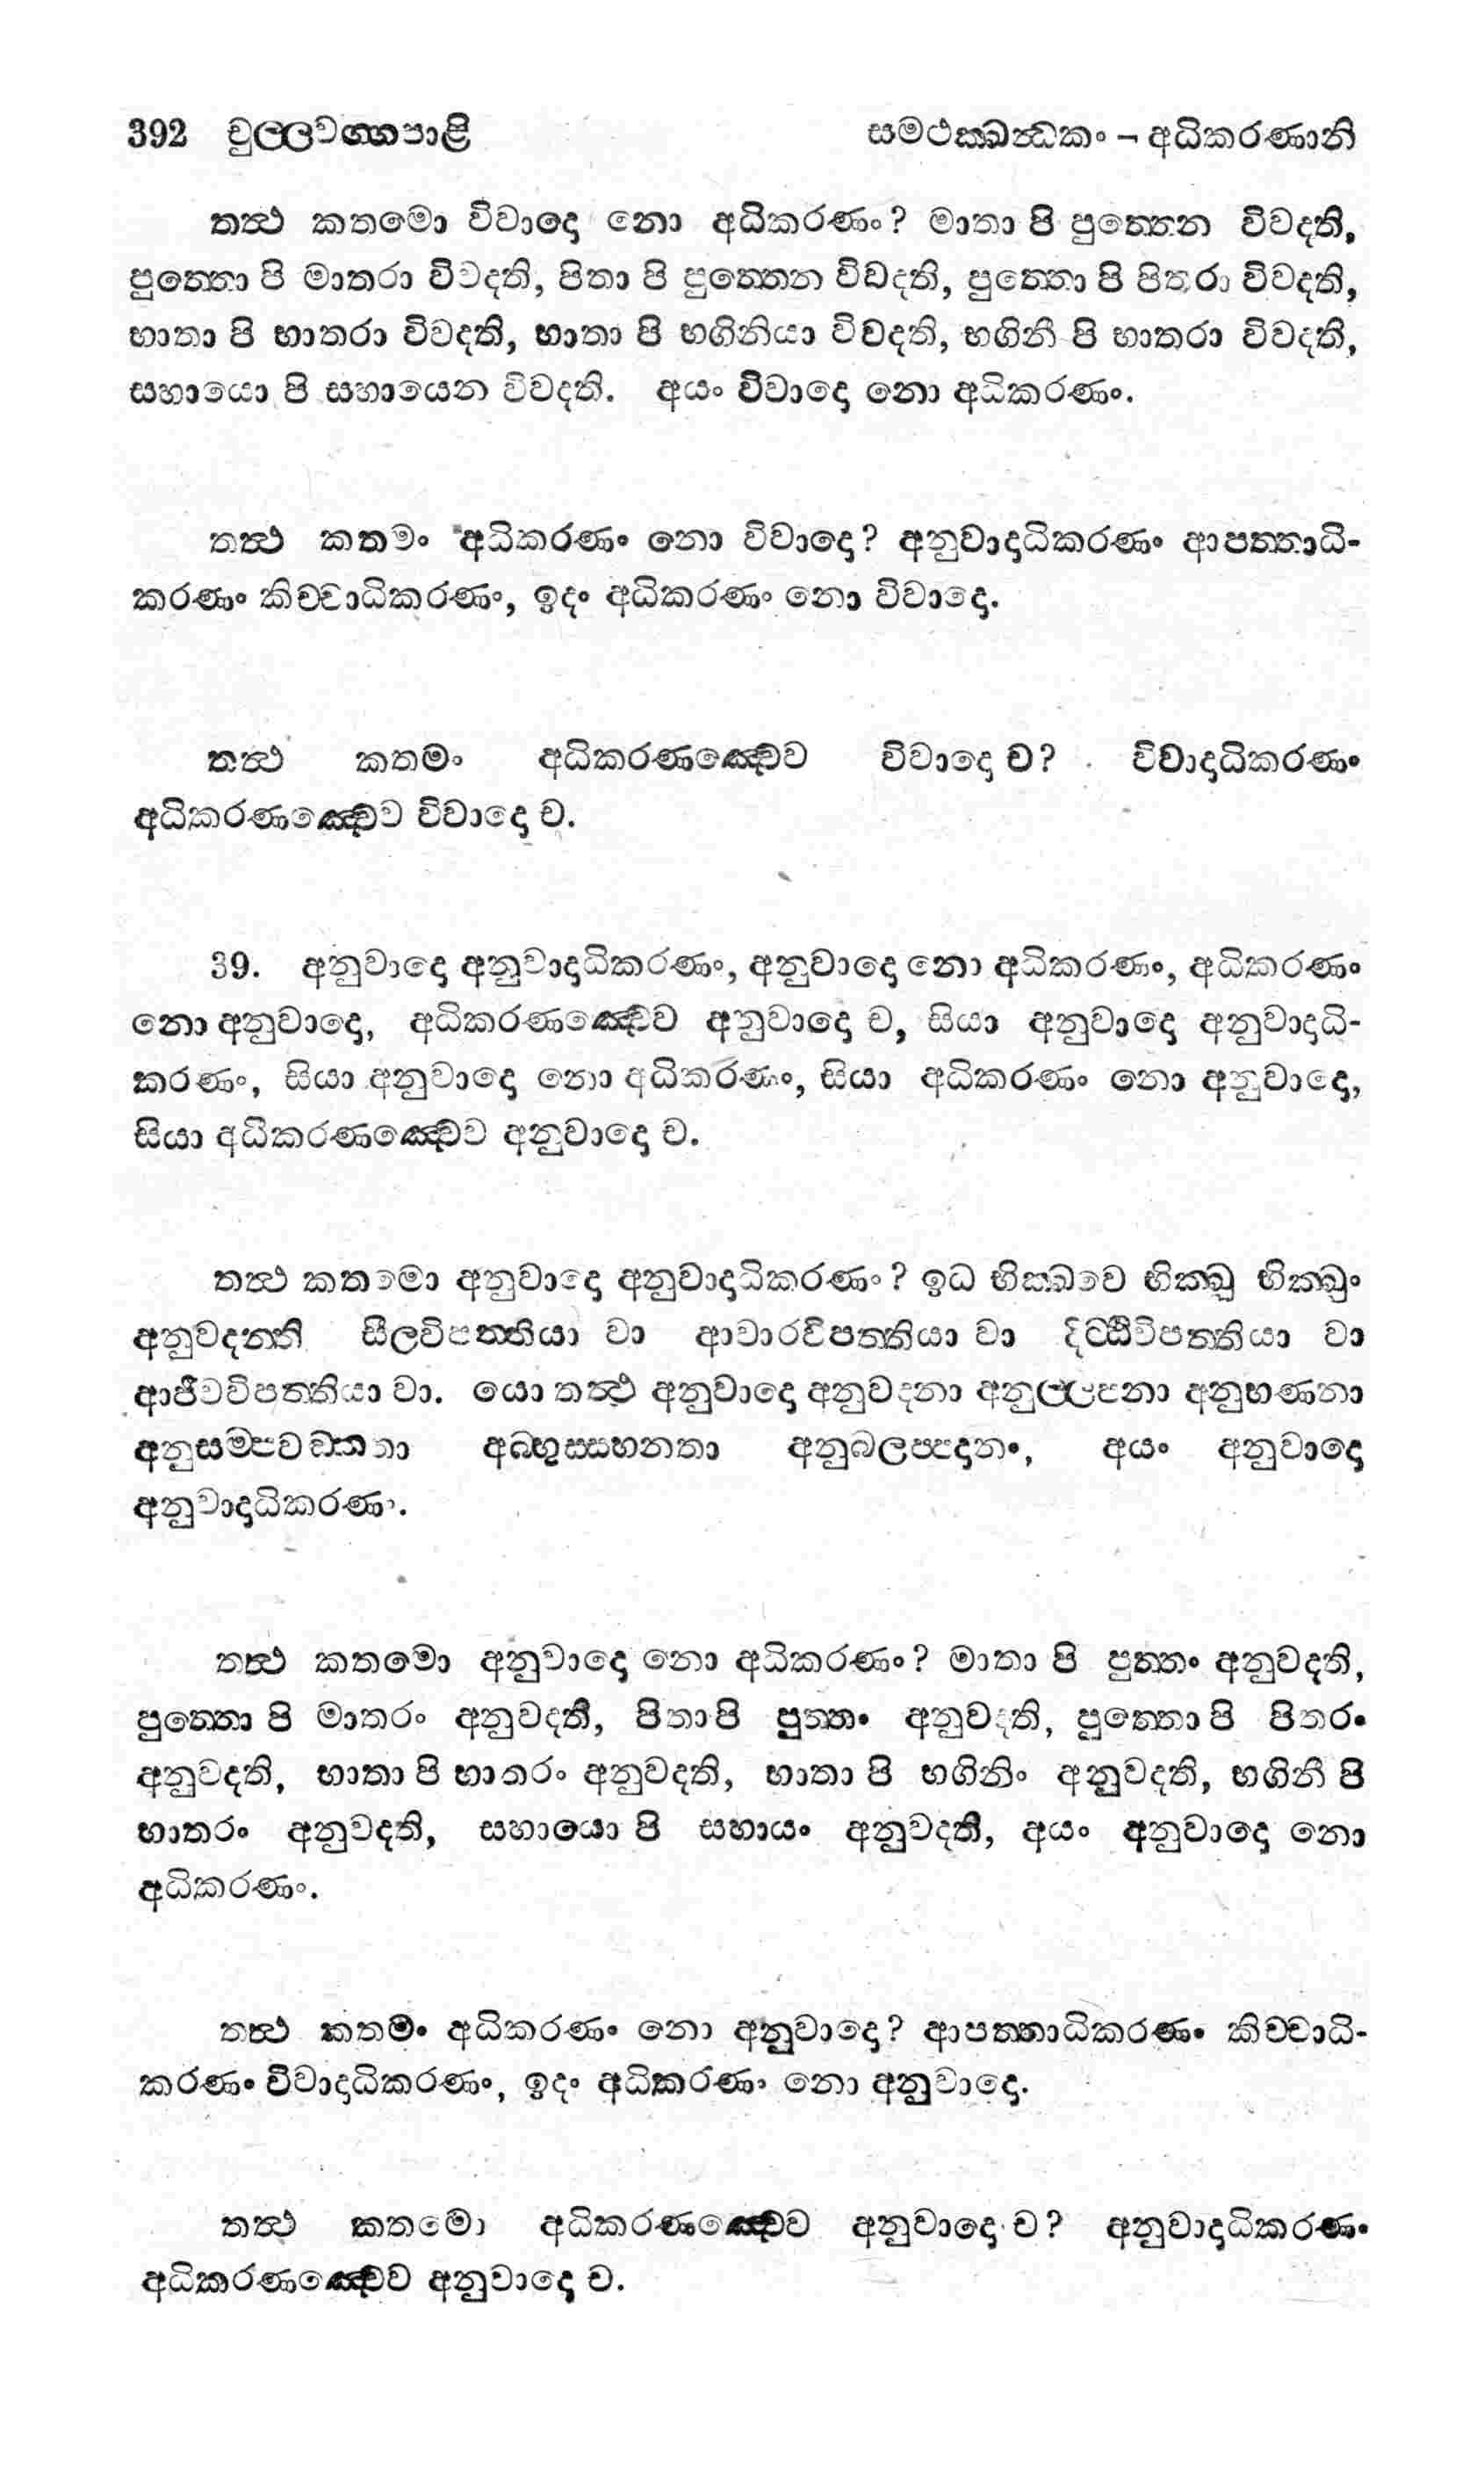 392 චුල්ලවග්ගපාළි සමථක්ඛන්ධකං - අධිකරණානි
තත්ථ කතමො විවාදො නො අධිකරණං? මාතා පි පුත්තෙන විවදති,
පුත්තො පි මාතරා විවදති, පිතා පි පුත්තෙන විවදති, පුත්තො පි පිතරා විවදති,
භාතා පි භාතරා විවදති, භාතා පි භගිනියා විවදති, භගිනී පි භාතරා විවදති,
සහායො පි සහායෙන විවදති. අයං විවාදො නො අධිකරණං.
තත්ථ කතමං අධිකරණං නො විවාදො? අනුවාදාධිකරණං ආපත්තාධි-
කරණං කිච්චාධිකරණං, ඉදං අධිකරණං නො විවාදො.
තත්ථ කතමං අධිකරණඤ්චෙව විවාදො ච? විවාදාධිකරණං
අධිකරණඤ්චෙව විවාදො ච.
39. අනුවාදො අනුවාදාධිකරණං, අනුවාදො නො අධිකරණං, අධිකරණං
නො අනුවාදො, අධිකරණඤ්චෙව අනුවාදො ච, සියා අනුවාදො අනුවාදාධි-
කරණං, සියා අනුවාදො නො අධිකරණං, සියා අධිකරණං නො අනුවාදො,
සියා අධිකරණඤ්චෙව අනුවාදො ච.
තත්ථ කතමො අනුවාදො අනුවාදාධිකරණං? ඉධ භික්ඛවෙ භික්ඛූ භික්ඛුං
අනුවදන්ති සීලවිපත්තියා වා ආචාරවිපත්තියා වා දිට්ඨිවිපත්තියා වා
ආජීවවිපත්තියා වා. යො තත්ථ අනුවාදො අනුවදනා අනුල්ලපනා අනුභණනා
අනුසම්පවඞ්කතා අබ්භුස්සහනතා අනුබලප්පදානං, අයං අනුවාදො
අනුවාදාධිකරණං.
තත්ථ කතමො අනුවාදො නො අධිකරණං? මාතා පි පුත්තං අනුවදති,
පුත්තො පි මාතරං අනුවදති, පිතා පි පුත්තං අනුවදති, පුත්තො පි පිතරං
අනුවදති, භාතා පි භාතරං අනුවදති, භාතා පි භගිනිං අනුවදති, භගිනී පි
භාතරං අනුවදති, සහායො පි සහායං අනුවදති, අයං අනුවාදො නො
අධිකරණං.
තත්ථ කතමං අධිකරණං නො අනුවාදො? ආපත්තාධිකරණං කිච්චාධි-
කරණං විවාදාධිකරණං, ඉදං අධිකරණං නො අනුවාදො.
තත්ථ කතමො අධිකරණඤ්චෙව අනුවාදො ච? අනුවාදාධිකරණං
අධිකරණඤ්චෙව අනුවාදො ච.